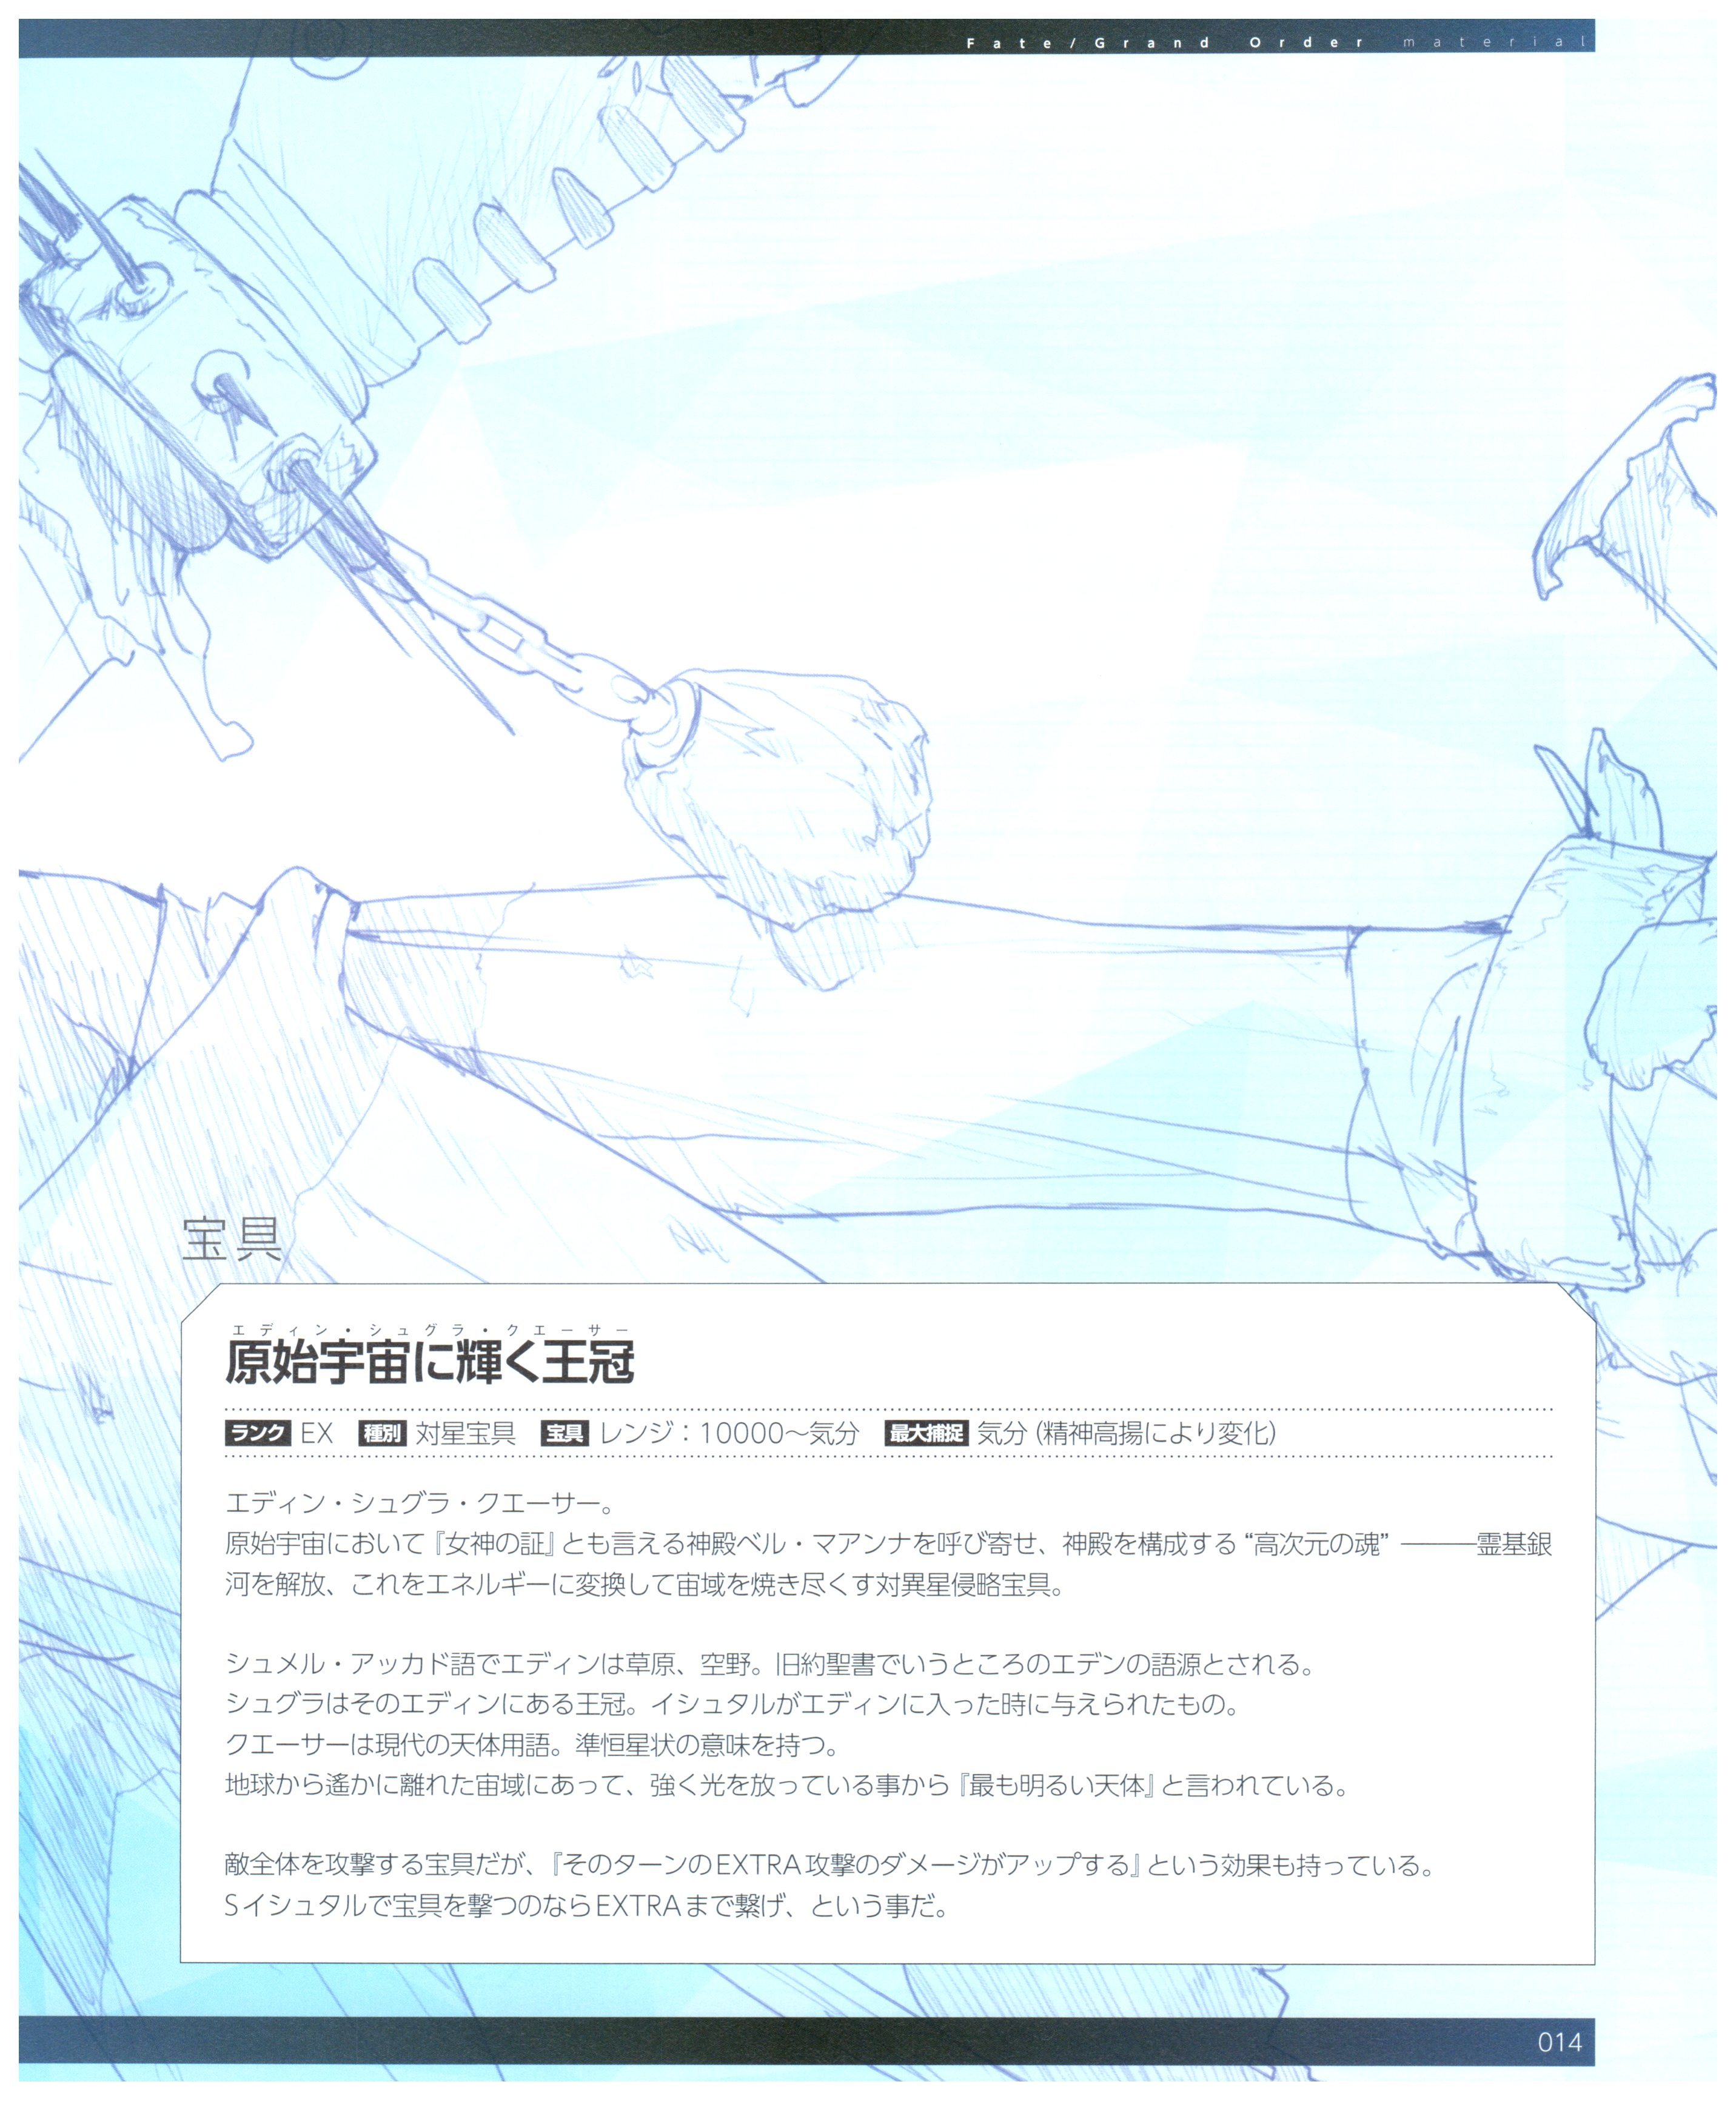 Fate/Grand Order material
宝具
エディン・シュグラ・クエーサー
原始宇宙に輝く王冠
ランク EX 種別 対星宝具 宝具 レンジ：10000〜気分 最大捕捉 気分（精神高揚により変化）
エディン・シュグラ・クエーサー。
原始宇宙において『女神の証』とも言える神殿ベル・マアンナを呼び寄せ、神殿を構成する“高次元の魂”―――霊基銀
河を解放、これをエネルギーに変換して宙域を焼き尽くす対異星侵略宝具。
シュメル・アッカド語でエディンは草原、空野。旧約聖書でいうところのエデンの語源とされる。
シュグラはそのエディンにある王冠。イシュタルがエディンに入った時に与えられたもの。
クエーサーは現代の天体用語。準恒星状の意味を持つ。
地球から遙かに離れた宙域にあって、強く光を放っている事から『最も明るい天体』と言われている。
敵全体を攻撃する宝具だが、『そのターンのEXTRA攻撃のダメージがアップする』という効果も持っている。
Sイシュタルで宝具を撃つのならEXTRAまで繋げ、という事だ。
014